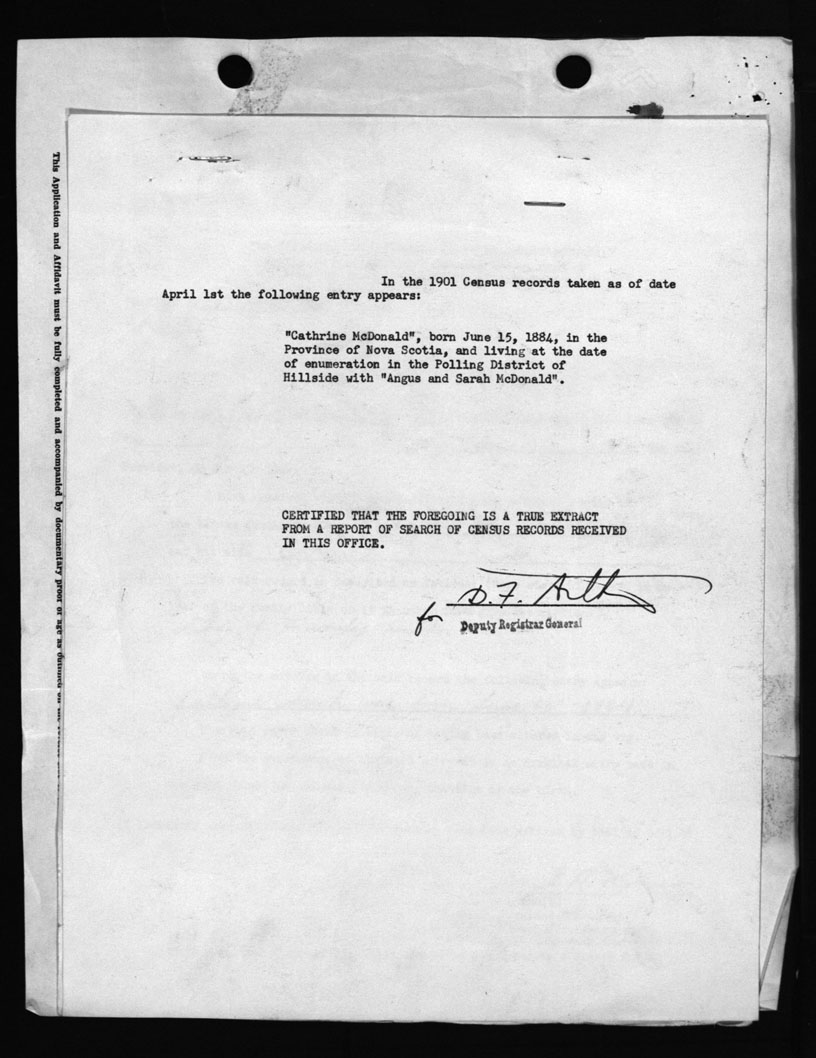 In the 1901 Census records taken as of date
April 1st the following entry appears:
"Cathrine McDonald", born June 15, 1884, in the
Province of Nova Scotia, and living at the date
of enumeration in the Polling District of
Hillside with "Angus and Sarah McDonald".
CERTIFIED THAT THE FOREGOING IS A TRUE EXTRACT
FROM A REPORT OF SEARCH OF CENSUS RECORDS RECEIVED
IN THIS OFFICE.
D. F.
for
Deputy Registrar General
This Application and Affidavit must be fully completed and accompanied by documentary proof of age as outlined on the